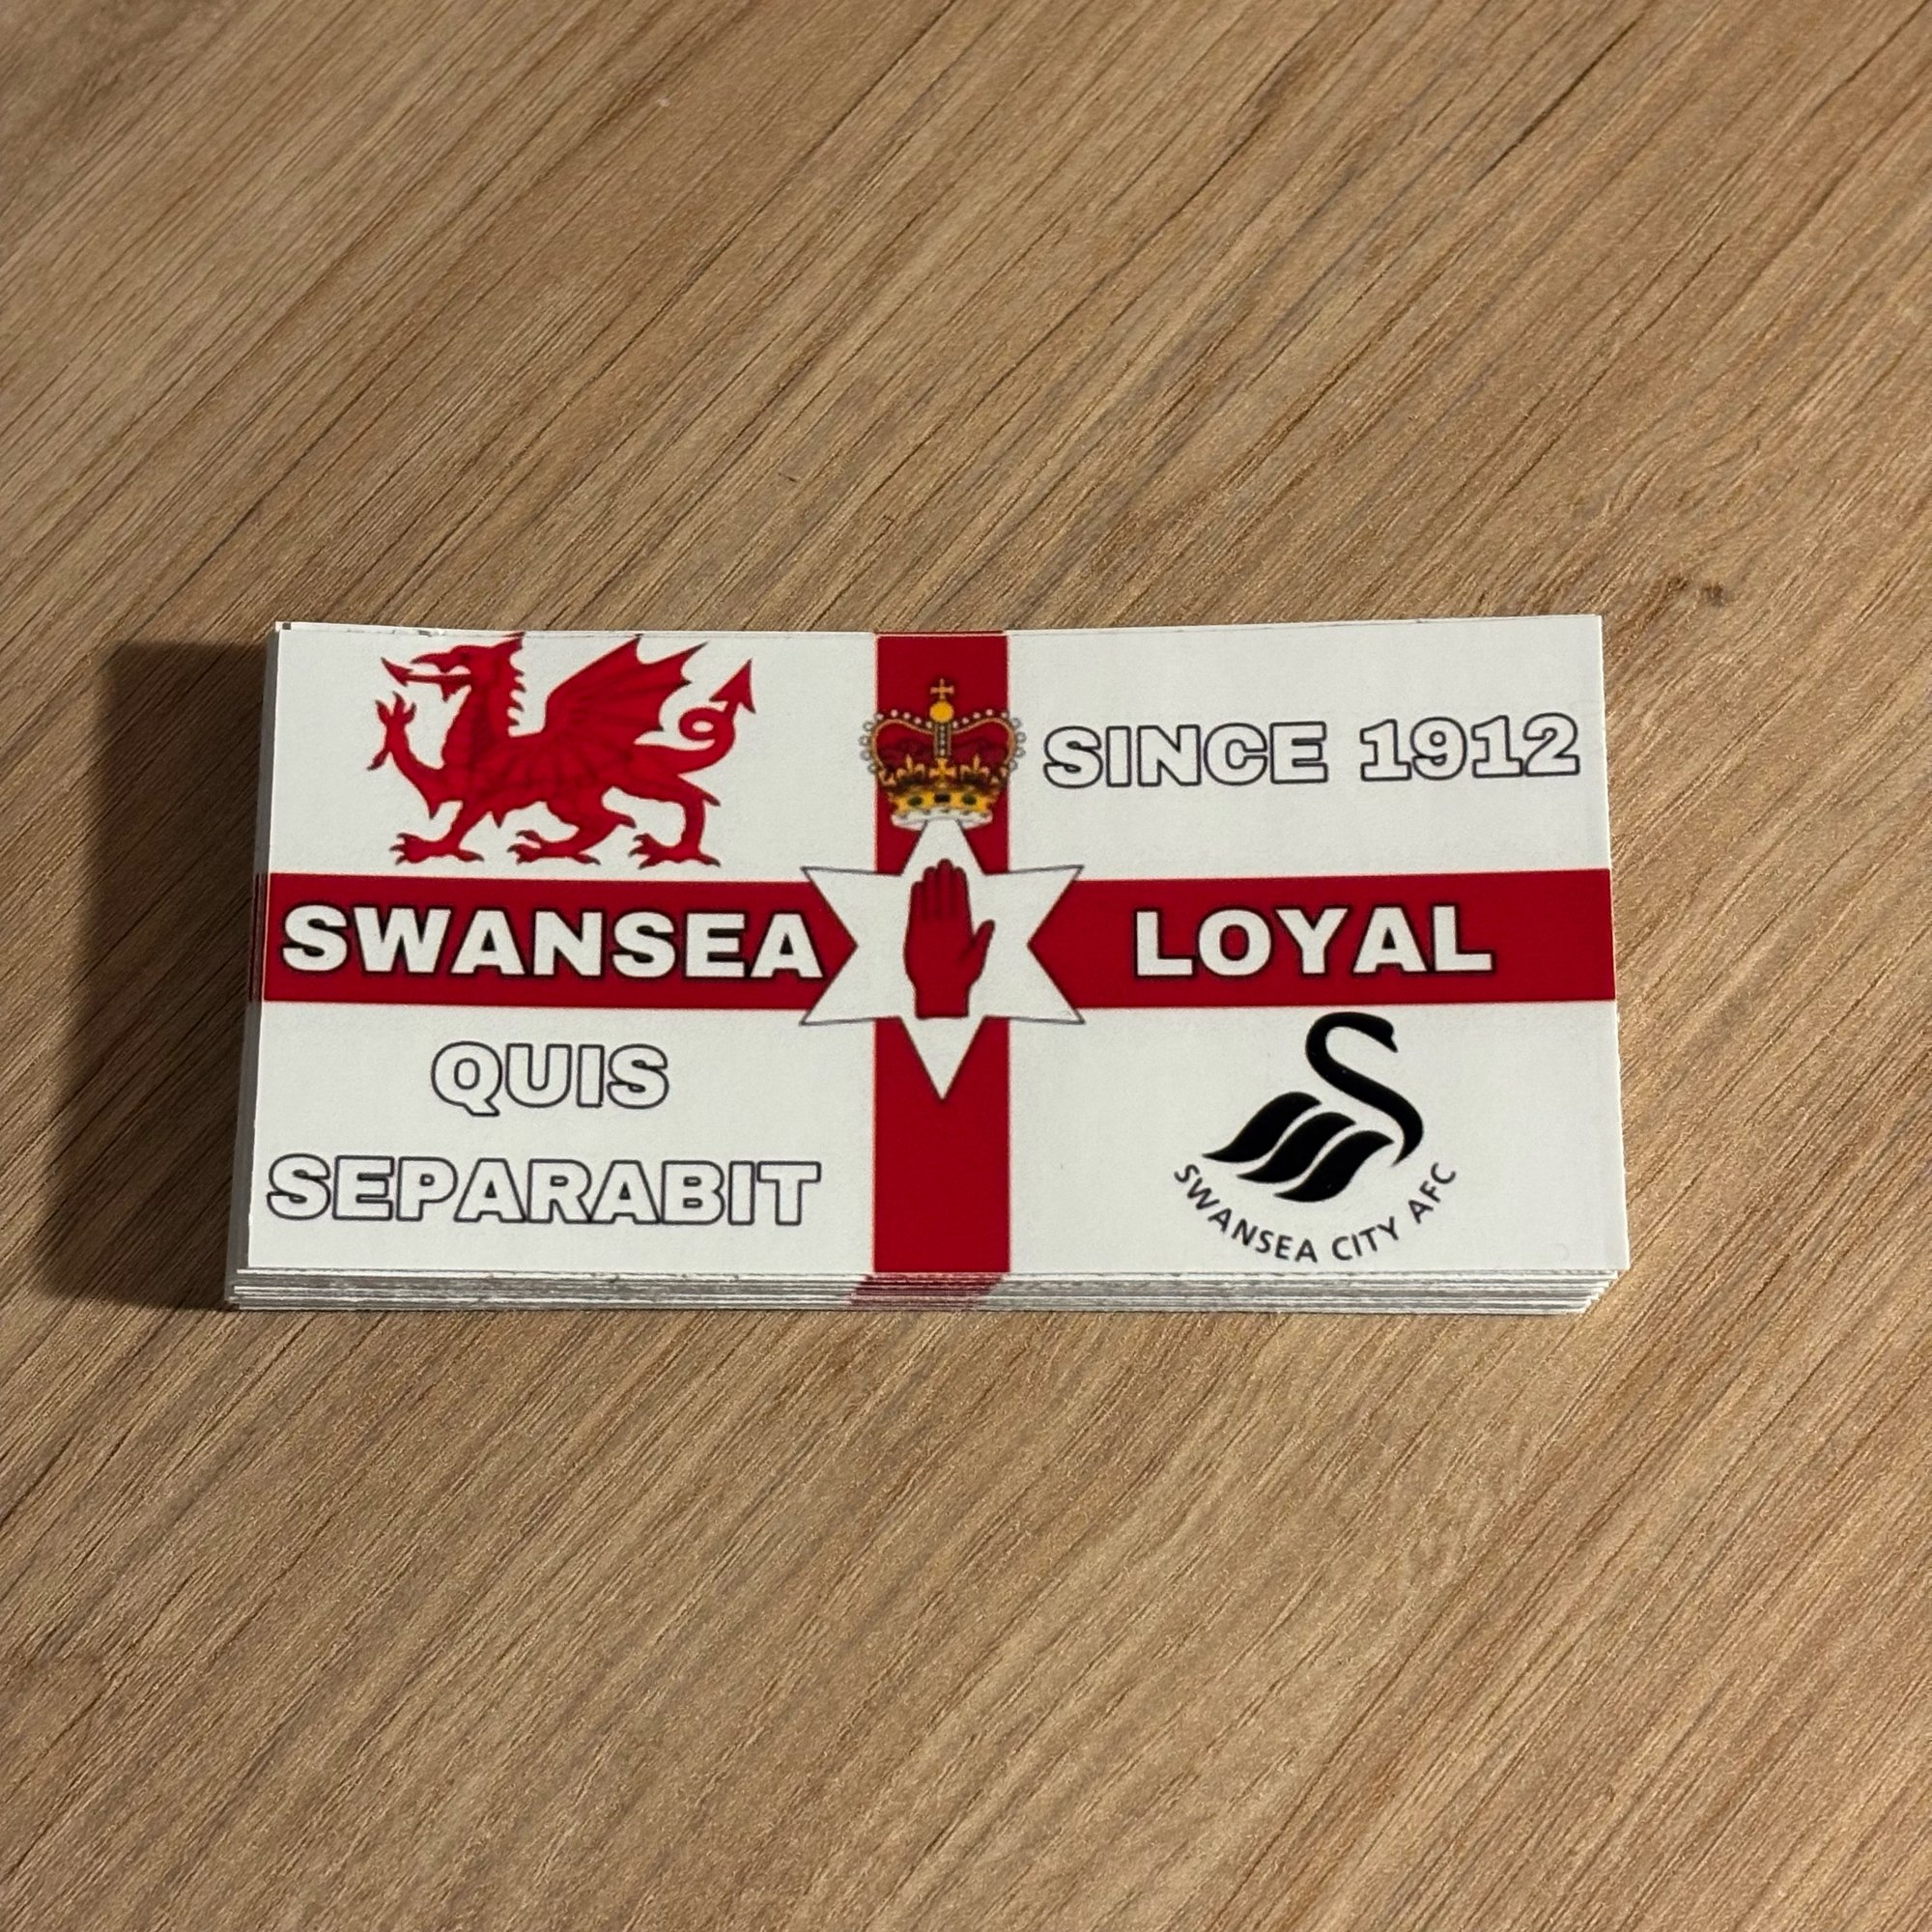 SINCE 1912
SWANSEA LOYAL
QUIS
SEPARABIT
SWANSEA CITY AFC